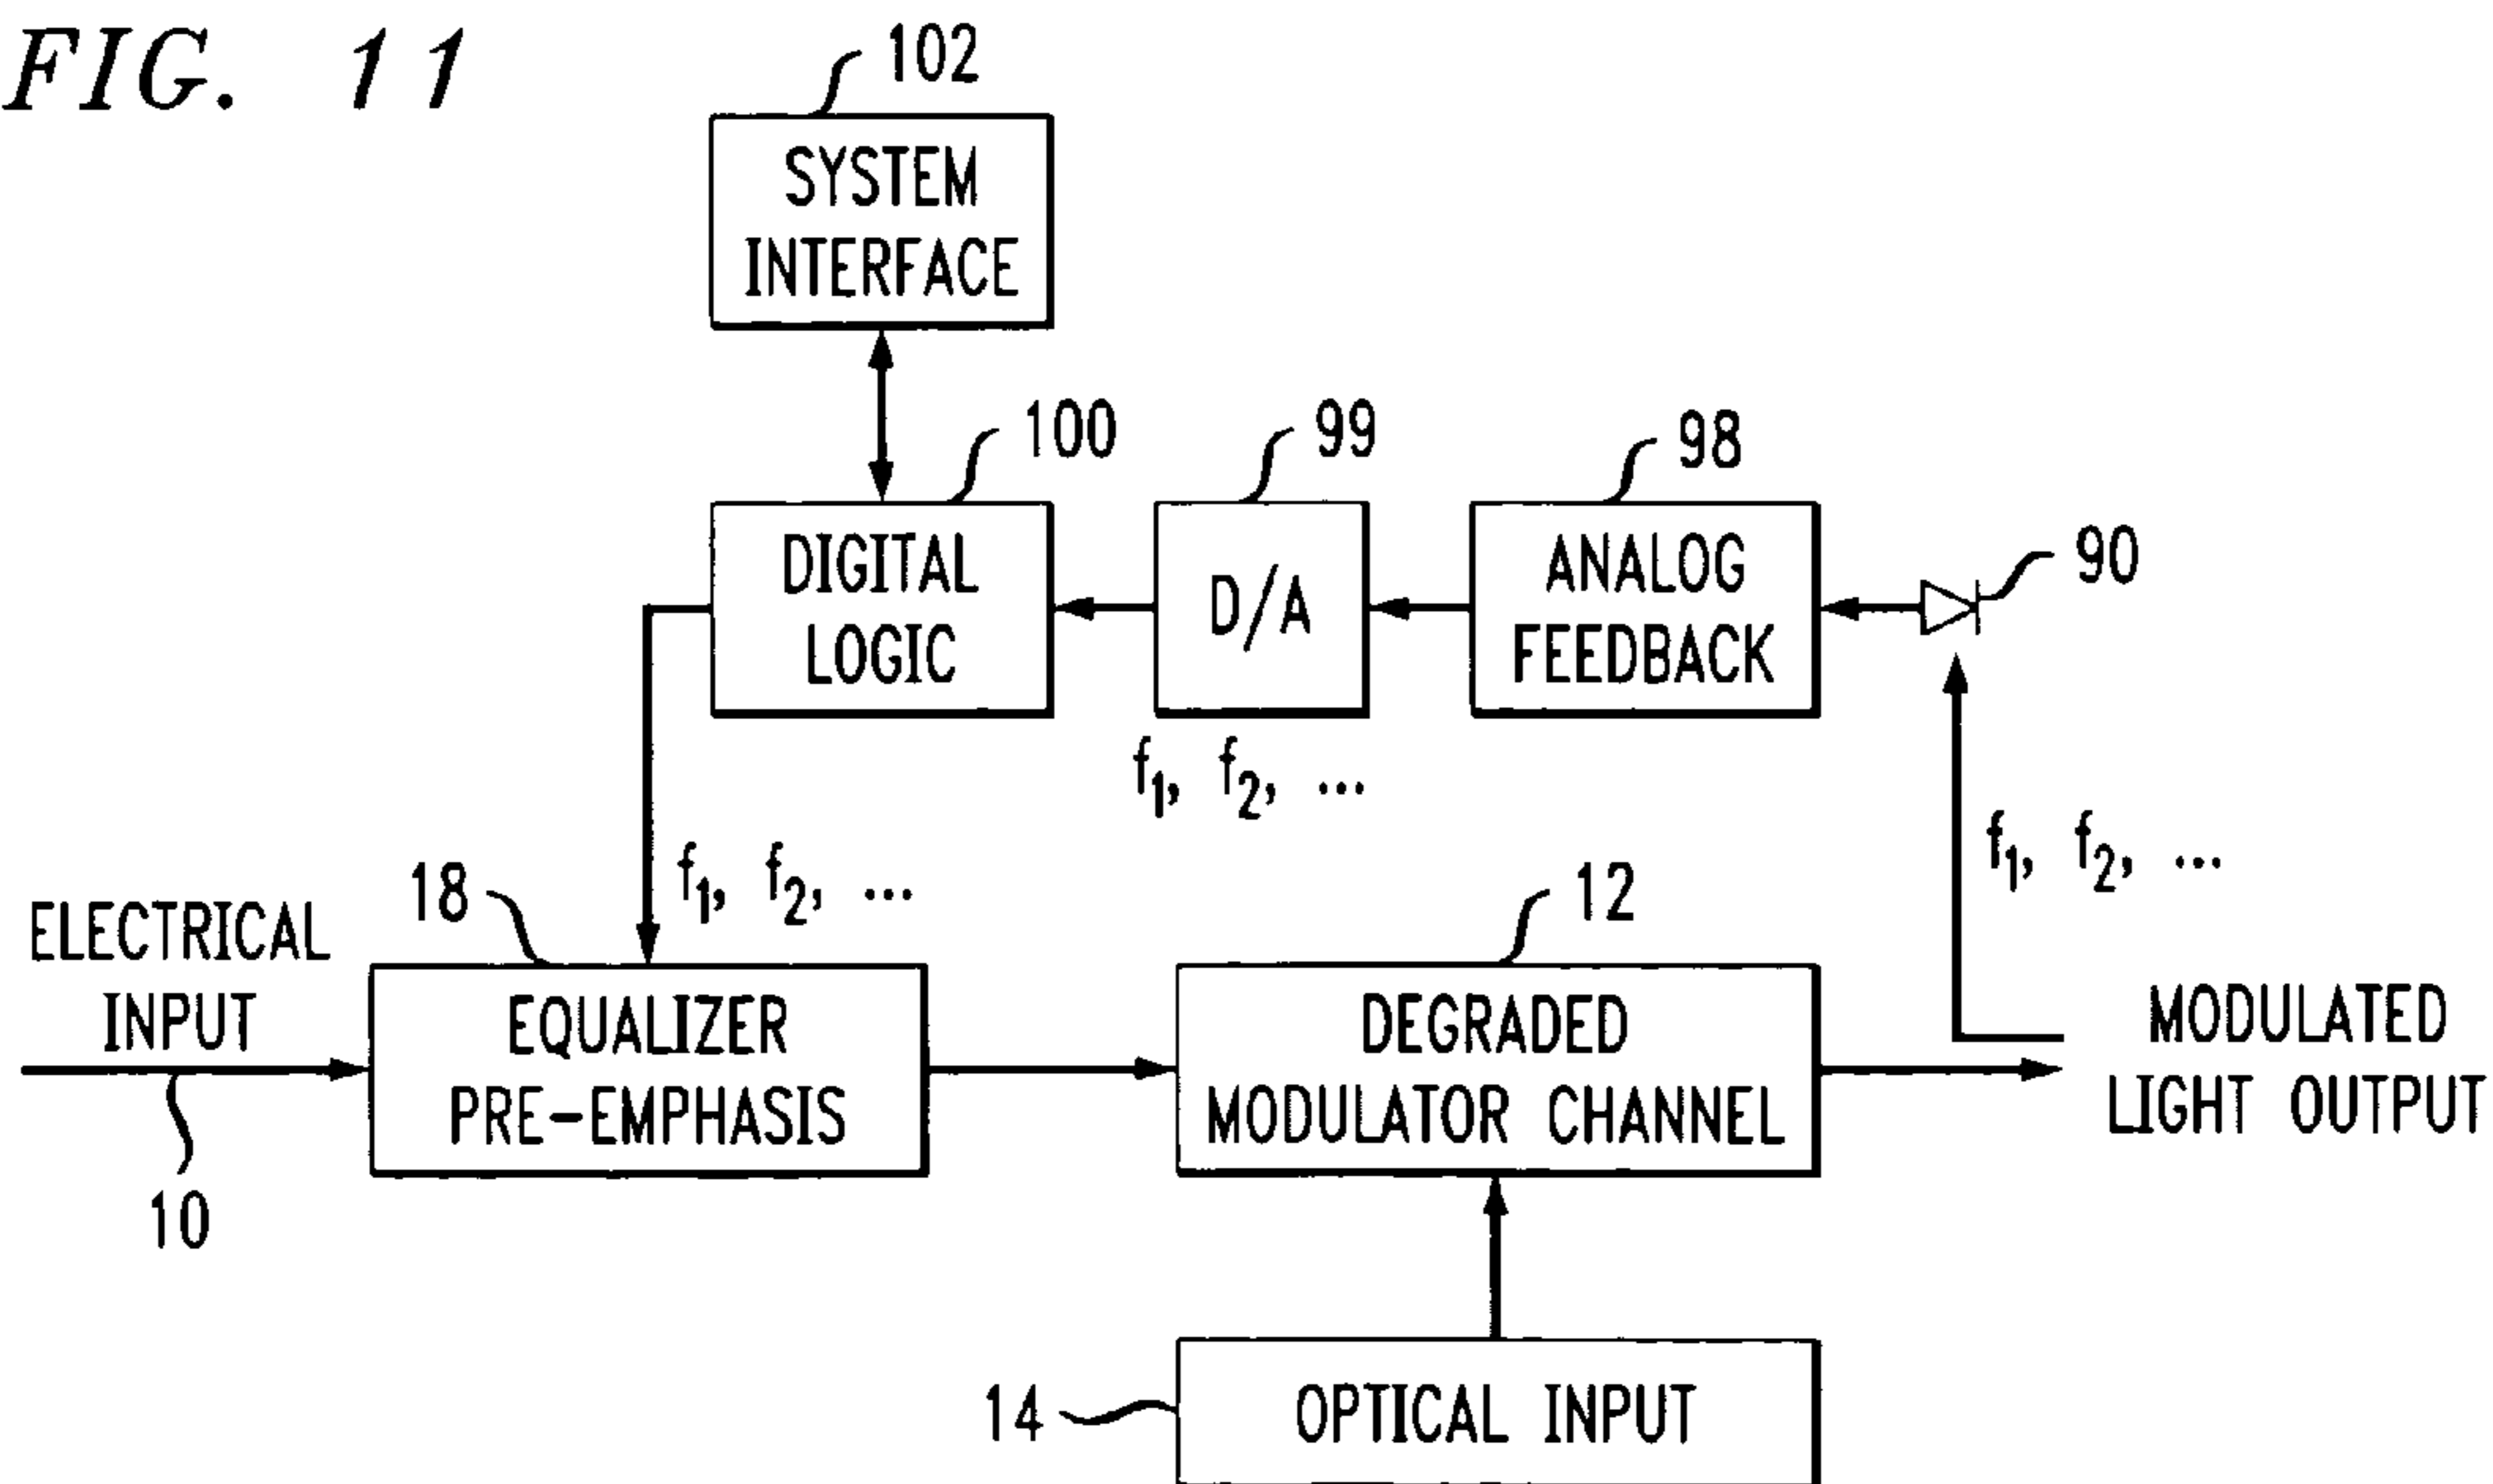 FIG. 11
102
SYSTEM
INTERFACE
100
99
98
90
DIGITAL
LOGIC
D/A
ANALOG
FEEDBACK
f1, f2, ...
f1, f2, ...
f1, f2, ...
18
12
ELECTRICAL
INPUT
10
EQUALIZER
PRE-EMPHASIS
DEGRADED
MODULATOR CHANNEL
MODULATED
LIGHT OUTPUT
14
OPTICAL INPUT